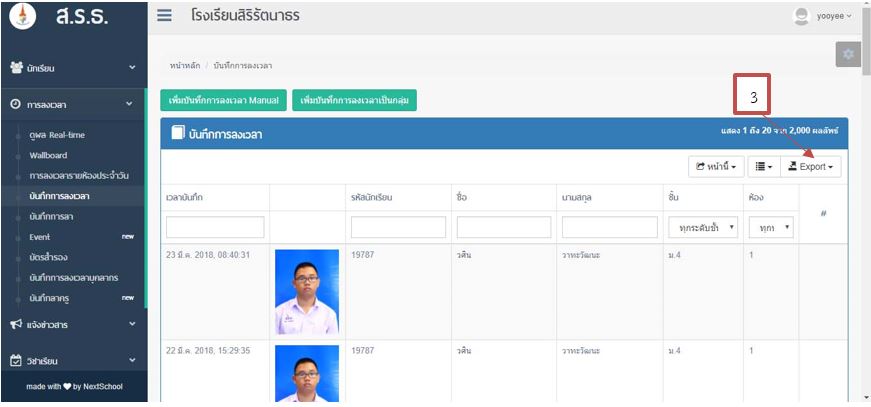 ส.ร.ธ.
โรงเรียนสิริรัตนาธร
yooyee
นักเรียน
การลงเวลา
ดูผล Real-time
Wallboard
การลงเวลารายห้องประจำวัน
บันทึกการลงเวลา
บันทึกการลา
Event new
บัตรสำรอง
บันทึกการลงเวลาบุคลากร
บันทึกลาครู new
แจ้งข่าวสาร
วิชาเรียน
made with by NextSchool
หน้าหลัก / บันทึกการลงเวลา
เพิ่มบันทึกการลงเวลา Manual เพิ่มบันทึกการลงเวลาเป็นกลุ่ม
3
บันทึกการลงเวลา แสดง 1 ถึง 20 จาก 2,000 ผลลัพธ์
หน้านี้ Export
เวลาบันทึก รหัสนักเรียน ชื่อ นามสกุล ชั้น ห้อง #
ทุกระดับชั้ ทุกา
23 มี.ค. 2018, 08:40:31 19787 วศิน วาทะวัฒนะ ม.4 1
22 มี.ค. 2018, 15:29:35 19787 วศิน วาทะวัฒนะ ม.4 1